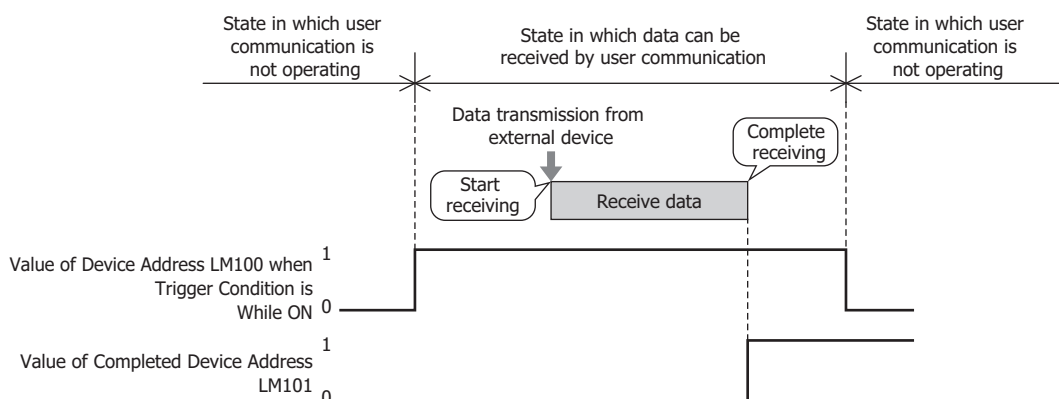 State in which user
communication is
not operating
State in which data can be
received by user communication
State in which user
communication is
not operating
Data transmission from
external device
Complete
receiving
Start
receiving
Receive data
Value of Device Address LM100 when
Trigger Condition is
While ON
1
0
Value of Completed Device Address
LM101
1
0